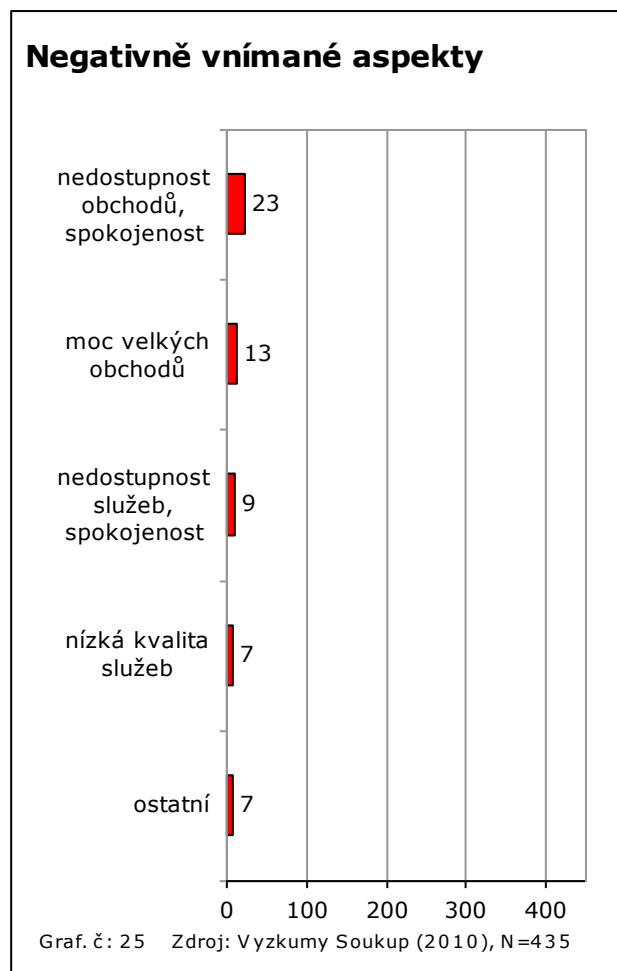 Negativně vnímané aspekty
nedostupnost
obchodů,
spokojenost
23
moc velkých
obchodů
13
nedostupnost
služeb,
spokojenost
9
nízká kvalita
služeb
7
ostatní
7
0 100 200 300 400
Graf. č: 25 Zdroj: Vyzkumy Soukup (2010), N=435